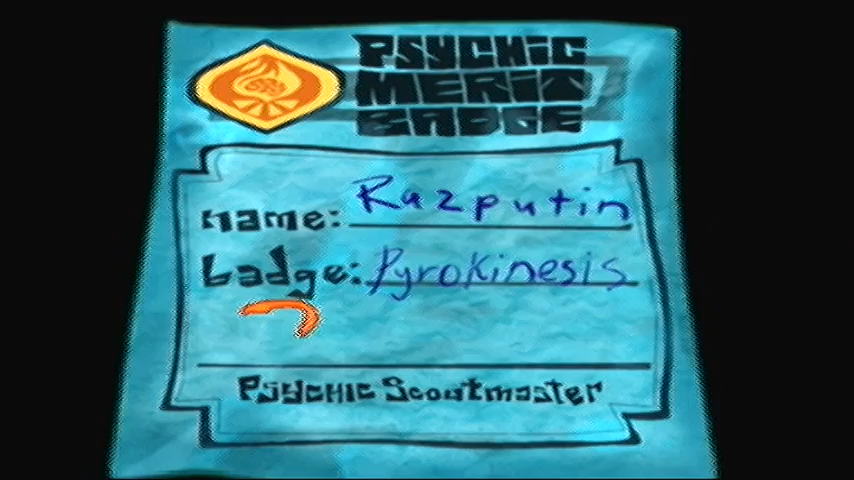 PSYCHIC
MERIT
BADGE
name: Razputin
badge: Pyrokinesis
Psychic Scoutmaster